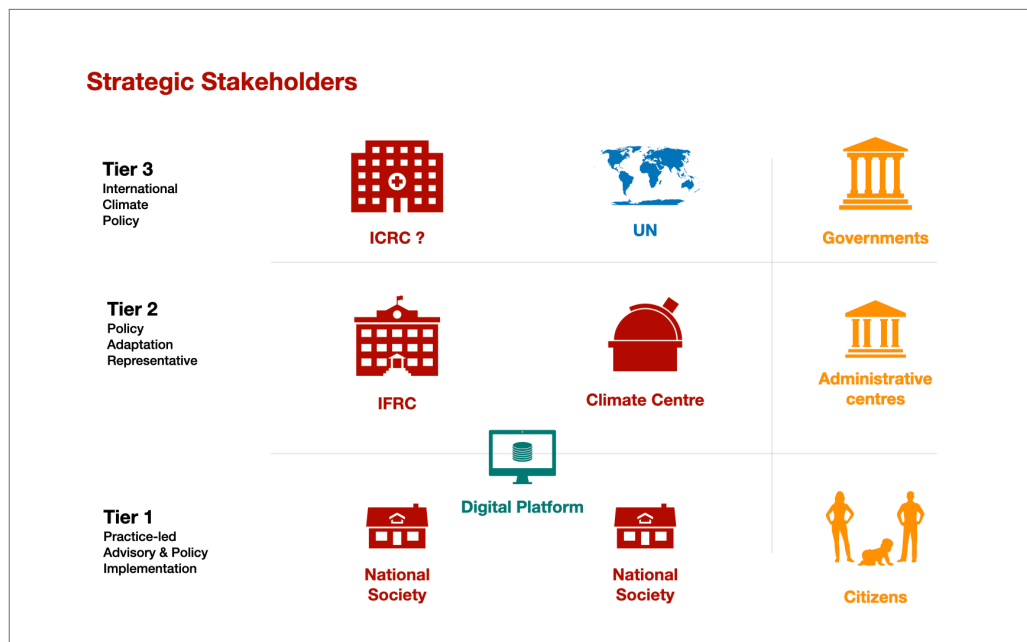 Strategic Stakeholders
Tier 3
International
Climate
Policy
ICRC ?
UN
Governments
Tier 2
Policy
Adaptation
Representative
IFRC
Climate Centre
Administrative
centres
Digital Platform
Tier 1
Practice-led
Advisory & Policy
Implementation
National
Society
National
Society
Citizens